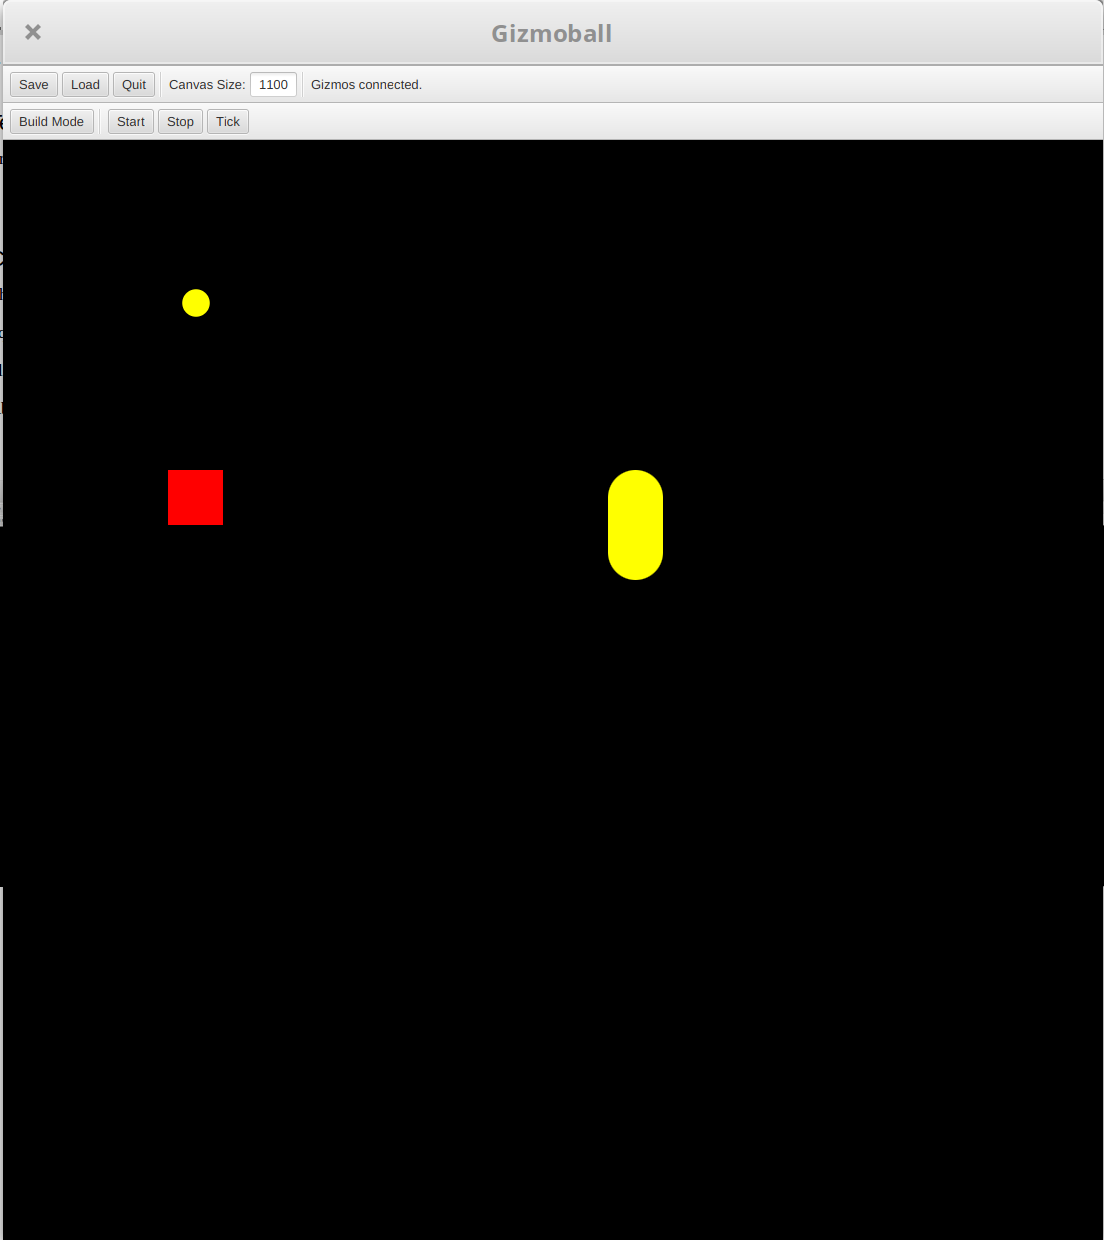 Gizmoball
Save Load Quit Canvas Size: 1100 Gizmos connected.
Build Mode Start Stop Tick